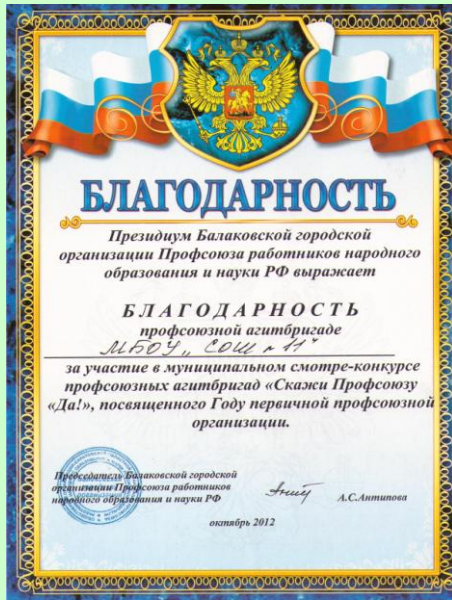 БЛАГОДАРНОСТЬ
Президиум Балаковской городской
организации Профсоюза работников народного
образования и науки РФ выражает
БЛАГОДАРНОСТЬ
профсоюзной агитбригаде
МБОУ „СОШ № 11"
за участие в муниципальном смотре-конкурсе
профсоюзных агитбригад «Скажи Профсоюзу
«Да!», посвященного Году первичной профсоюзной
организации.
Председатель Балаковской городской
организации Профсоюза работников
народного образования и науки РФ
А.С.Антипова
октябрь 2012